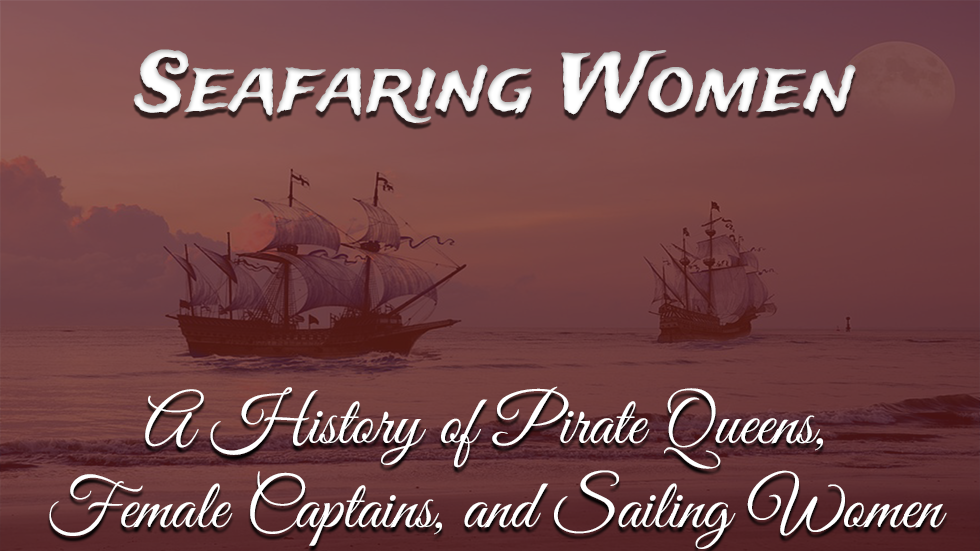 Seafaring Women
A History of Pirate Queens,
Female Captains, and Sailing Women